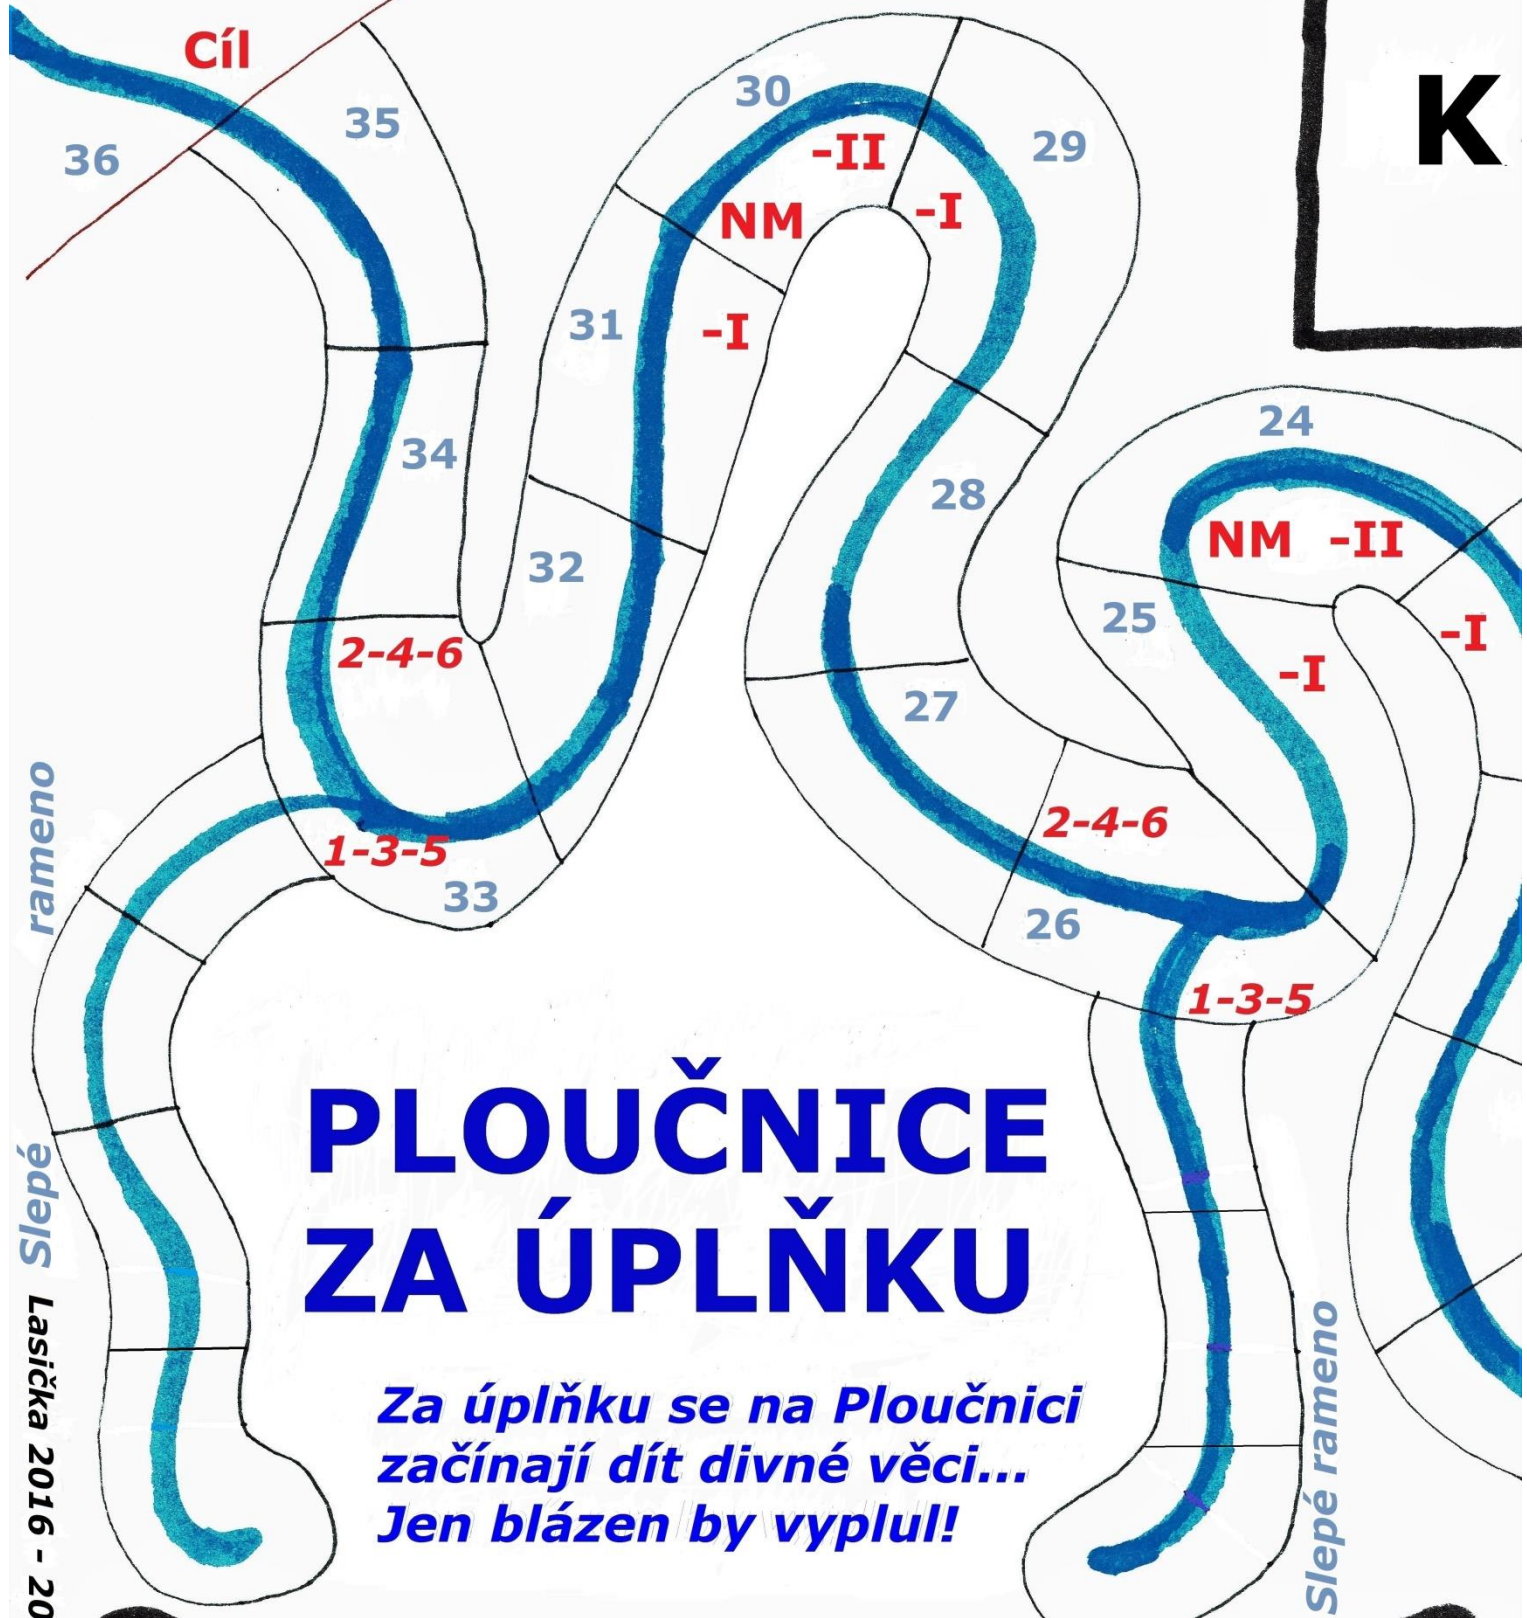 Cíl
35
36
30
-II
29
NM
-I
K
31
-I
34
32
28
24
NM -II
25
-I
-I
2-4-6
27
2-4-6
1-3-5
33
26
1-3-5
Slepé rameno
PLOUČNICE
ZA ÚPLŇKU
Za úplňku se na Ploučnici
začínají dít divné věci...
Jen blázen by vyplul!
Slepé rameno
Lasička 2016 - 20